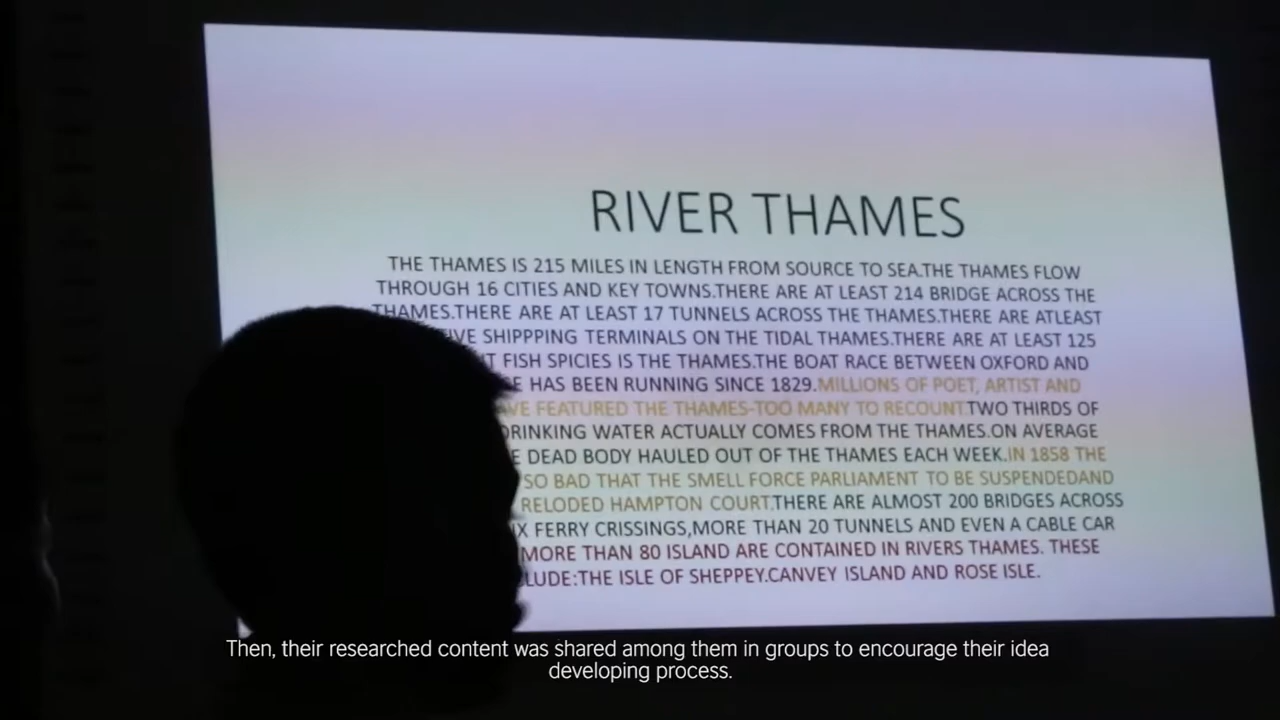 RIVER THAMES
THE THAMES IS 215 MILES IN LENGTH FROM SOURCE TO SEA.THE THAMES FLOW
THROUGH 16 CITIES AND KEY TOWNS.THERE ARE AT LEAST 214 BRIDGE ACROSS THE
THAMES.THERE ARE AT LEAST 17 TUNNELS ACROSS THE THAMES.THERE ARE ATLEAST
SHIPPPING TERMINALS ON THE TIDAL THAMES.THERE ARE AT LEAST 125
FISH SPICIES IS THE THAMES.THE BOAT RACE BETWEEN OXFORD AND
HAS BEEN RUNNING SINCE 1829.MILLIONS OF POET, ARTIST AND
FEATURED THE THAMES-TOO MANY TO RECOUNT.TWO THIRDS OF
DRINKING WATER ACTUALLY COMES FROM THE THAMES.ON AVERAGE
DEAD BODY HAULED OUT OF THE THAMES EACH WEEK.IN 1858 THE
SO BAD THAT THE SMELL FORCE PARLIAMENT TO BE SUSPENDEDAND
RELODED HAMPTON COURT.THERE ARE ALMOST 200 BRIDGES ACROSS
FERRY CRISSINGS,MORE THAN 20 TUNNELS AND EVEN A CABLE CAR
MORE THAN 80 ISLAND ARE CONTAINED IN RIVERS THAMES. THESE
THE ISLE OF SHEPPEY.CANVEY ISLAND AND ROSE ISLE.
Then, their researched content was shared among them in groups to encourage their idea
developing process.